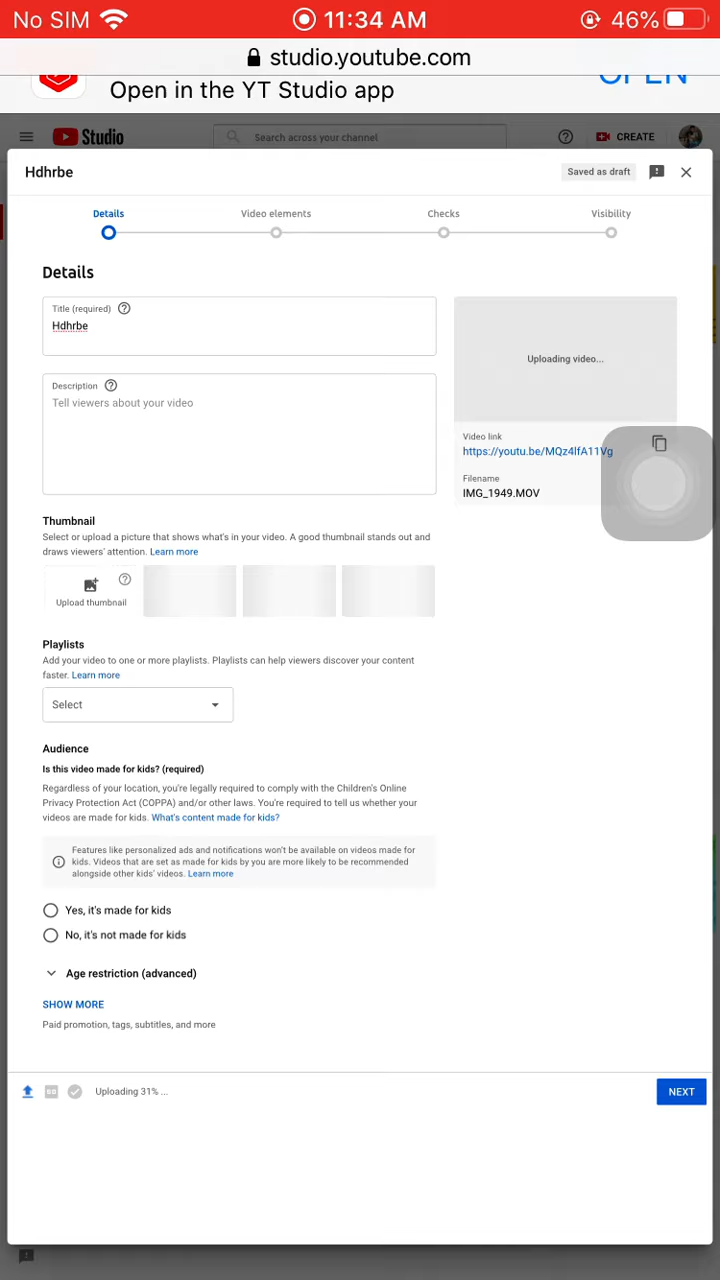 No SIM 11:34 AM 46%
studio.youtube.com
OPEN
Open in the YT Studio app
Studio Search across your channel CREATE
Hdhrbe Saved as draft
Details Video elements Checks Visibility
Details
Title (required)
Hdhrbe
Uploading video...
Description
Tell viewers about your video
Video link
https://youtu.be/MQz4lfA11Vg
Filename
IMG_1949.MOV
Thumbnail
Select or upload a picture that shows what's in your video. A good thumbnail stands out and
draws viewers' attention. Learn more
Upload thumbnail
Playlists
Add your video to one or more playlists. Playlists can help viewers discover your content
faster. Learn more
Select
Audience
Is this video made for kids? (required)
Regardless of your location, you're legally required to comply with the Children's Online
Privacy Protection Act (COPPA) and/or other laws. You're required to tell us whether your
videos are made for kids. What's content made for kids?
Features like personalized ads and notifications won't be available on videos made for
kids. Videos that are set as made for kids by you are more likely to be recommended
alongside other kids' videos. Learn more
Yes, it's made for kids
No, it's not made for kids
Age restriction (advanced)
SHOW MORE
Paid promotion, tags, subtitles, and more
Uploading 31% ...
NEXT